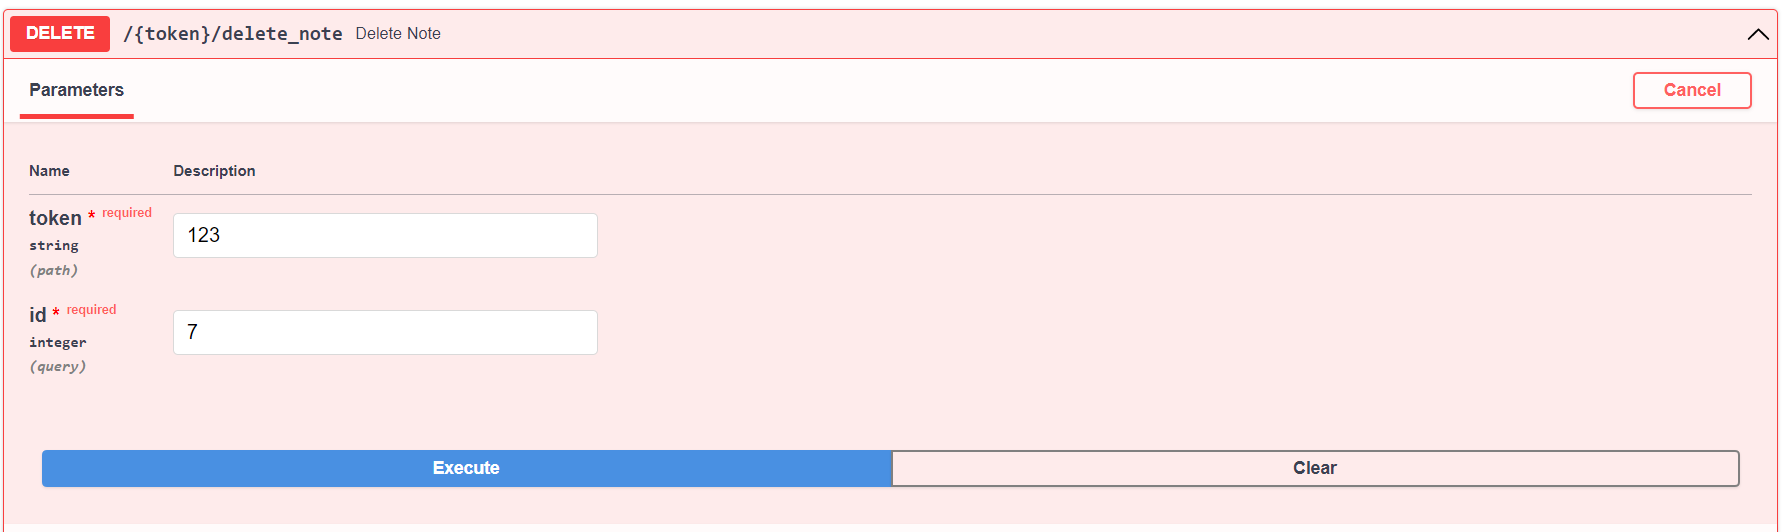 DELETE /{token}/delete_note Delete Note
Parameters Cancel
Name Description
token * required
string
(path)
123
id * required
integer
(query)
7
Execute Clear